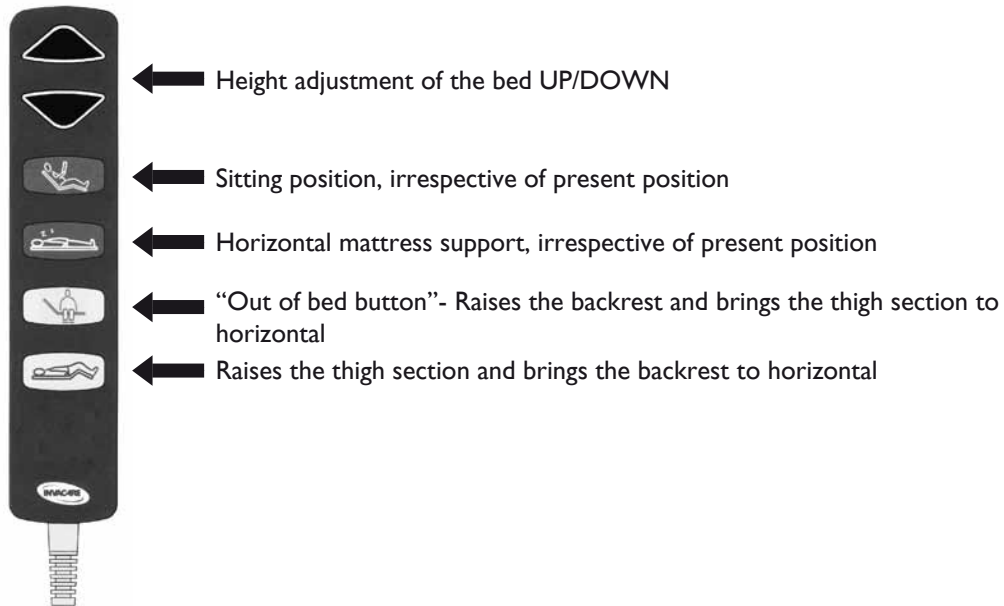 Height adjustment of the bed UP/DOWN
Sitting position, irrespective of present position
z z
Horizontal mattress support, irrespective of present position
“Out of bed button”- Raises the backrest and brings the thigh section to
horizontal
Raises the thigh section and brings the backrest to horizontal
INVACARE